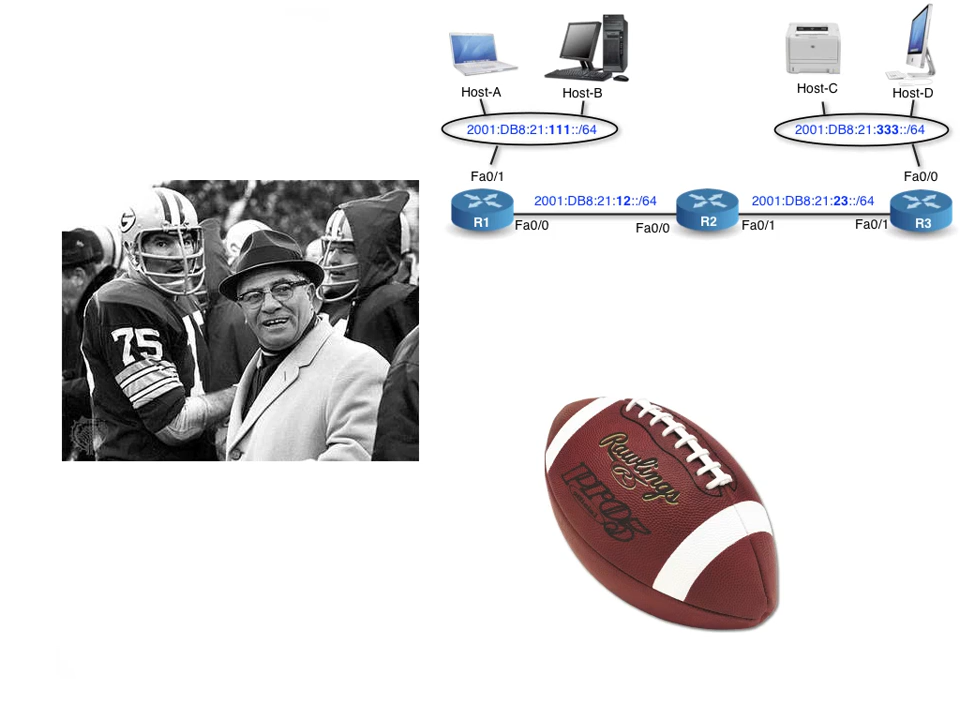 Host-A
Host-B
Host-C
Host-D
2001:DB8:21:111::/64
2001:DB8:21:333::/64
Fa0/1
Fa0/0
2001:DB8:21:12::/64
2001:DB8:21:23::/64
R1
R2
R3
Fa0/0
Fa0/0
Fa0/1
Fa0/1
75
G
Rawlings
R
PRO5